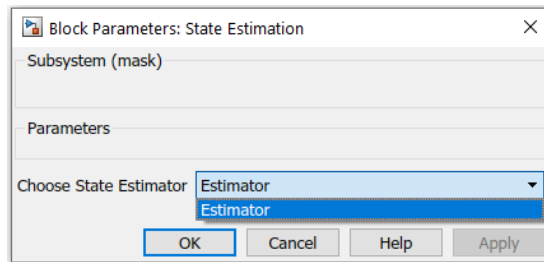 Block Parameters: State Estimation
Subsystem (mask)
Parameters
Choose State Estimator Estimator
Estimator
OK Cancel Help Apply